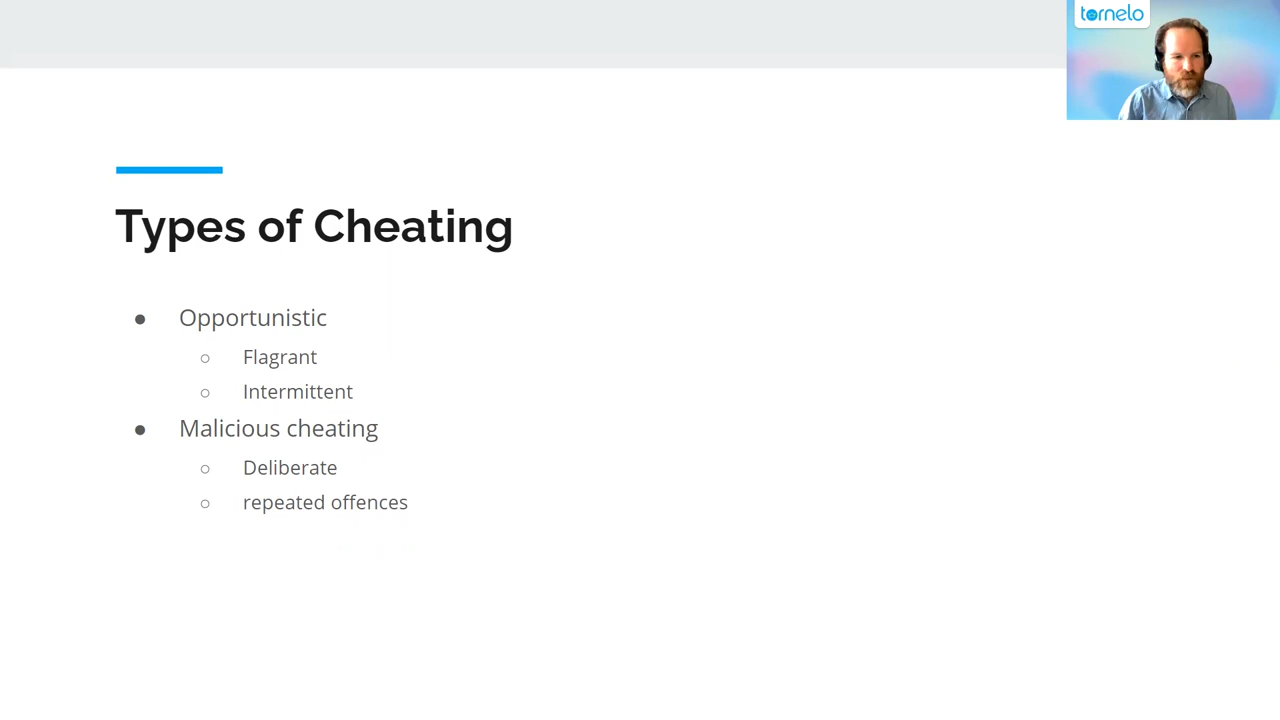 tornelo
Types of Cheating
● Opportunistic
○ Flagrant
○ Intermittent
● Malicious cheating
○ Deliberate
○ repeated offences